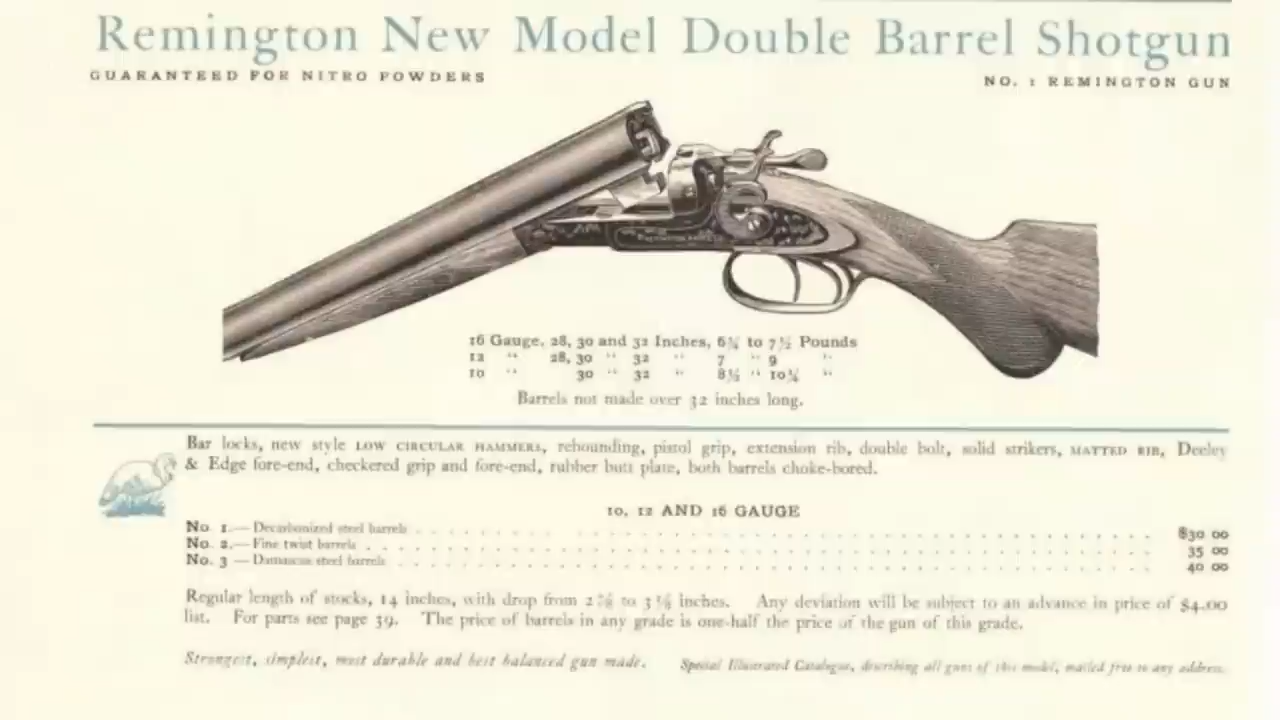 Remington New Model Double Barrel Shotgun
GUARANTEED FOR NITRO POWDERS
NO. 1 REMINGTON GUN
16 Gauge, 28, 30 and 32 Inches, 6¾ to 7½ Pounds
12 " 28, 30 " 32 " 7 " 9 "
10 " 30 " 32 " 8½ " 10¼ "
Barrels not made over 32 inches long.
Bar locks, new style LOW CIRCULAR HAMMERS, rebounding, pistol grip, extension rib, double bolt, solid strikers, MATTED RIB, Deeley
& Edge fore-end, checkered grip and fore-end, rubber butt plate, both barrels choke-bored.
10, 12 AND 16 GAUGE
No. 1.—Decarbonized steel barrels $30 00
No. 2.—Fine twist barrels 35 00
No. 3—Damascus steel barrels 40 00
Regular length of stocks, 14 inches, with drop from 2 to 3 inches. Any deviation will be subject to an advance in price of $4.00
list. For parts see page 39. The price of barrels in any grade is one-half the price of the gun of this grade.
Strongest, simplest, most durable and best balanced gun made.
Special Illustrated Catalogue, describing all guns of this model, mailed free to any address.